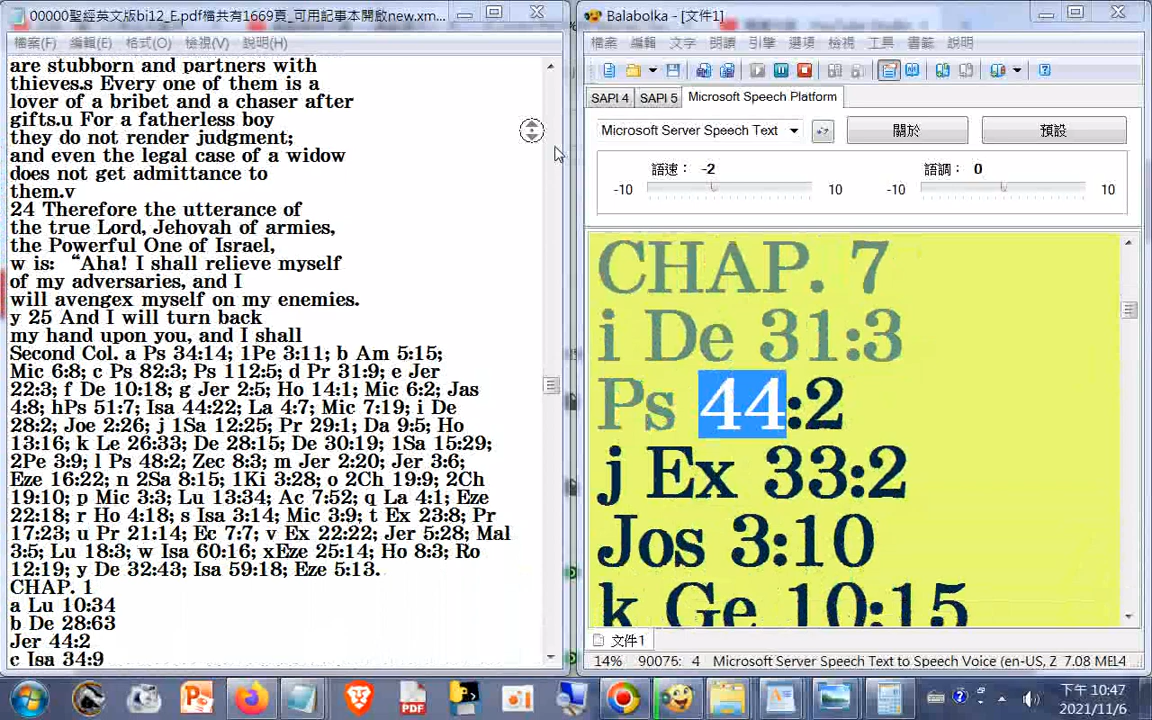 00000聖經英文版bi12_E.pdf檔共有1669頁_可用記事本開啟new.xm...
檔案(F) 編輯(E) 格式(O) 檢視(V) 說明(H)
are stubborn and partners with
thieves.s Every one of them is a
lover of a bribet and a chaser after
gifts.u For a fatherless boy
they do not render judgment;
and even the legal case of a widow
does not get admittance to
them.v
24 Therefore the utterance of
the true Lord, Jehovah of armies,
the Powerful One of Israel,
w is: “Aha! I shall relieve myself
of my adversaries, and I
will avengex myself on my enemies.
y 25 And I will turn back
my hand upon you, and I shall
Second Col. a Ps 34:14; 1Pe 3:11; b Am 5:15;
Mic 6:8; c Ps 82:3; Ps 112:5; d Pr 31:9; e Jer
22:3; f De 10:18; g Jer 2:5; Ho 14:1; Mic 6:2; Jas
4:8; hPs 51:7; Isa 44:22; La 4:7; Mic 7:19; i De
28:2; Joe 2:26; j 1Sa 12:25; Pr 29:1; Da 9:5; Ho
13:16; k Le 26:33; De 28:15; De 30:19; 1Sa 15:29;
2Pe 3:9; l Ps 48:2; Zec 8:3; m Jer 2:20; Jer 3:6;
Eze 16:22; n 2Sa 8:15; 1Ki 3:28; o 2Ch 19:9; 2Ch
19:10; p Mic 3:3; Lu 13:34; Ac 7:52; q La 4:1; Eze
22:18; r Ho 4:18; s Isa 3:14; Mic 3:9; t Ex 23:8; Pr
17:23; u Pr 21:14; Ec 7:7; v Ex 22:22; Jer 5:28; Mal
3:5; Lu 18:3; w Isa 60:16; xEze 25:14; Ho 8:3; Ro
12:19; y De 32:43; Isa 59:18; Eze 5:13.
CHAP. 1
a Lu 10:34
b De 28:63
Jer 44:2
c Isa 34:9
Balabolka - [文件1]
檔案 編輯 文字 朗讀 引擎 選項 檢視 工具 書籤 說明
SAPI 4 SAPI 5 Microsoft Speech Platform
Microsoft Server Speech Text 關於 預設
語速: -2 語調: 0
-10 10 -10 10
CHAP. 7
i De 31:3
Ps 44:2
j Ex 33:2
Jos 3:10
k Ge 10:15
文件1
14% 90075: 4 Microsoft Server Speech Text to Speech Voice (en-US, Z 7.08 ME14
PDF
下午 10:47
2021/11/6